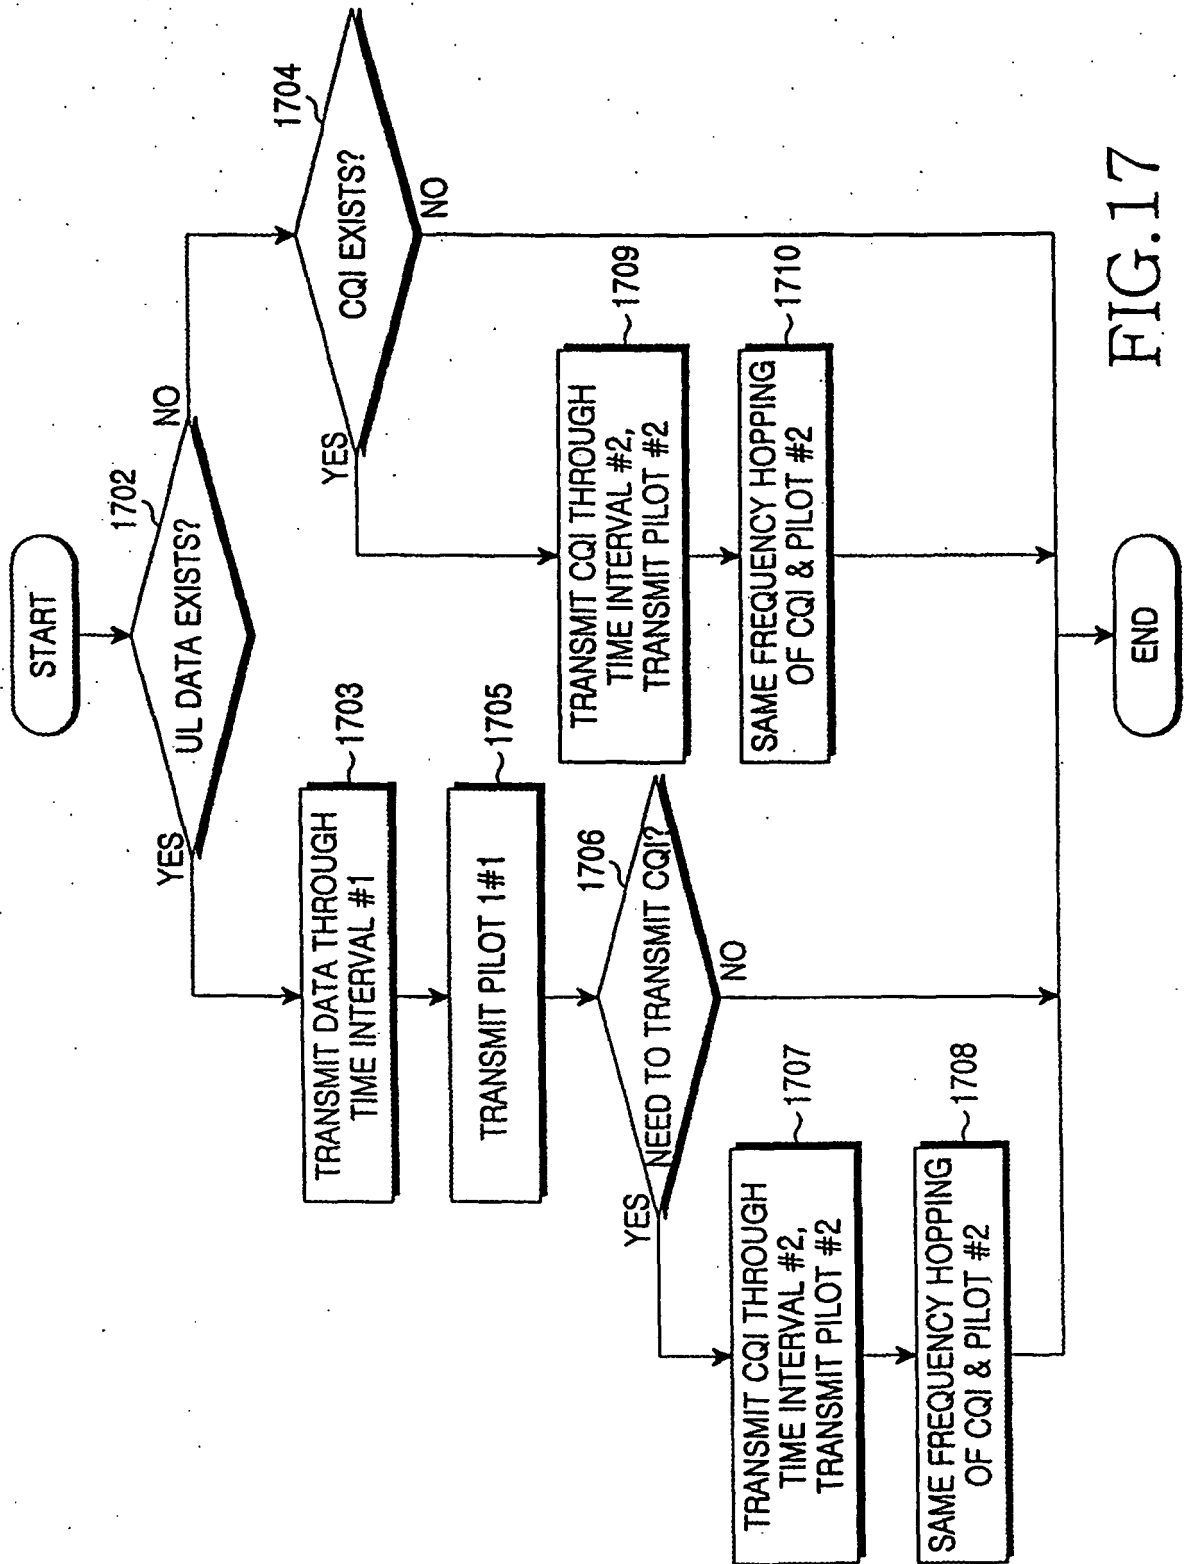 START
1702
UL DATA EXISTS?
YES
NO
1703
TRANSMIT DATA THROUGH
TIME INTERVAL #1
1705
TRANSMIT PILOT 1#1
1706
NEED TO TRANSMIT CQI?
YES
NO
1707
TRANSMIT CQI THROUGH
TIME INTERVAL #2,
TRANSMIT PILOT #2
1708
SAME FREQUENCY HOPPING
OF CQI & PILOT #2
1704
CQI EXISTS?
YES
NO
1709
TRANSMIT CQI THROUGH
TIME INTERVAL #2,
TRANSMIT PILOT #2
1710
SAME FREQUENCY HOPPING
OF CQI & PILOT #2
END
FIG.17